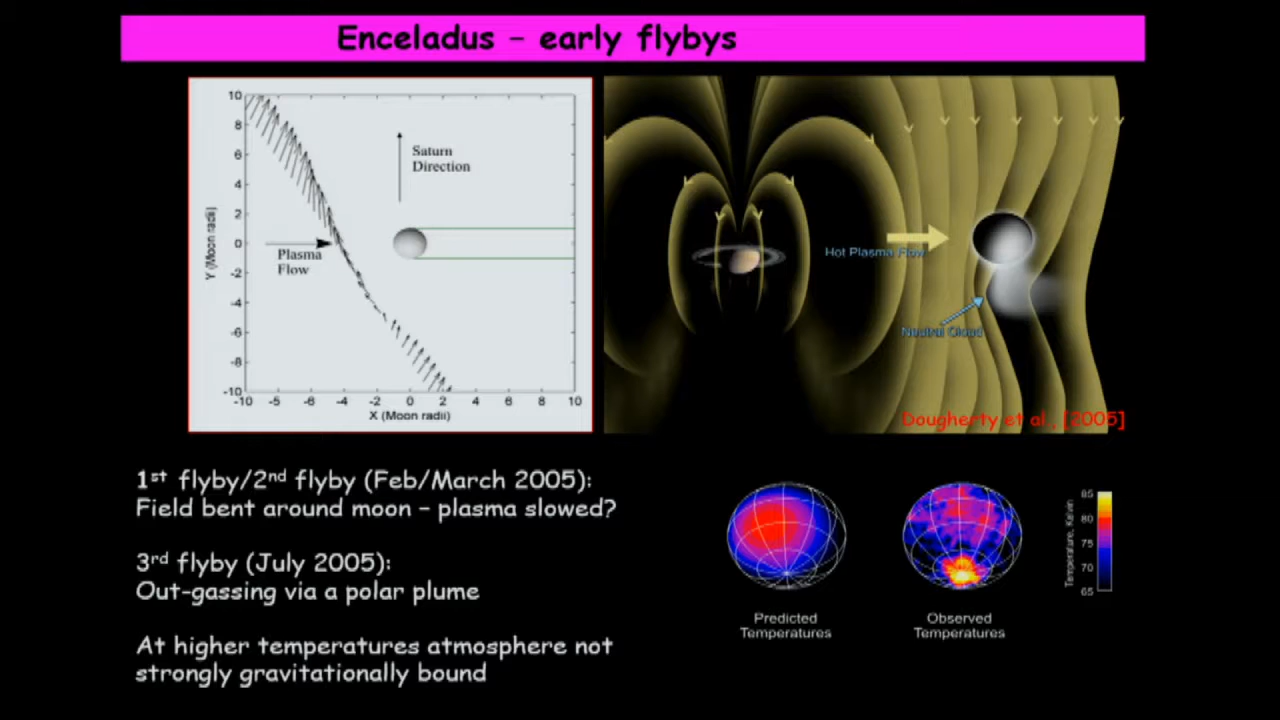 Enceladus – early flybys
10
8
6
4
2
0
-2
-4
-6
-8
-10
Y (Moon radii)
Saturn
Direction
Plasma
Flow
-10 -5 -6 -4 -2 0 2 4 6 8 10
X (Moon radii)
Hot Plasma Flow
Neutral Cloud
Dougherty et al., [2005]
1st flyby/2nd flyby (Feb/March 2005):
Field bent around moon – plasma slowed?
3rd flyby (July 2005):
Out-gassing via a polar plume
At higher temperatures atmosphere not
strongly gravitationally bound
Predicted
Temperatures
Observed
Temperatures
Temperature, Kelvin
85
80
75
70
65